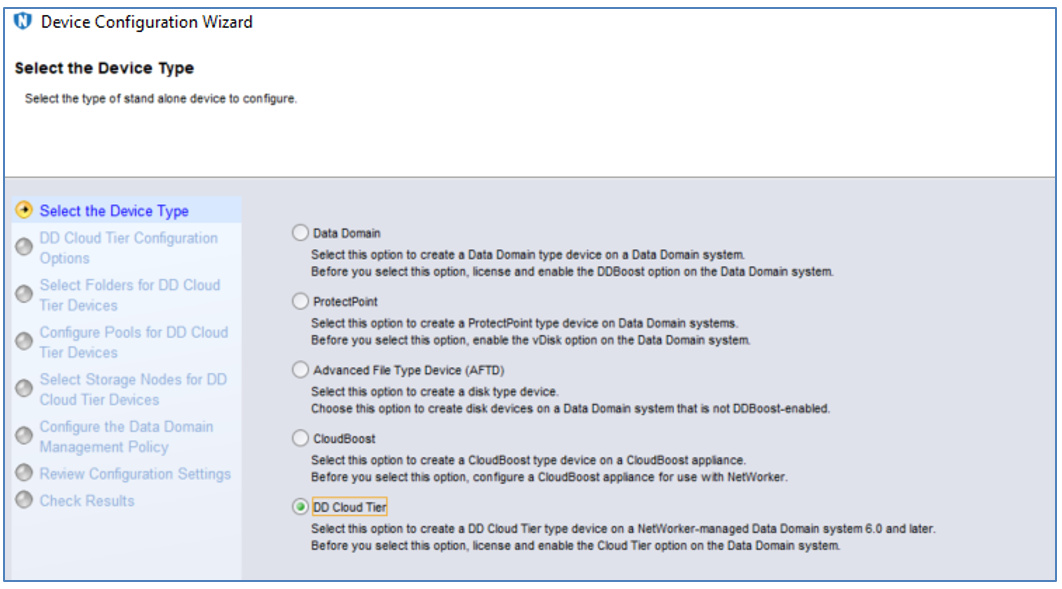 Device Configuration Wizard
Select the Device Type
Select the type of stand alone device to configure.
Select the Device Type
DD Cloud Tier Configuration
Options
Select Folders for DD Cloud
Tier Devices
Configure Pools for DD Cloud
Tier Devices
Select Storage Nodes for DD
Cloud Tier Devices
Configure the Data Domain
Management Policy
Review Configuration Settings
Check Results
Data Domain
Select this option to create a Data Domain type device on a Data Domain system.
Before you select this option, license and enable the DDBoost option on the Data Domain system.
ProtectPoint
Select this option to create a ProtectPoint type device on Data Domain systems.
Before you select this option, enable the vDisk option on the Data Domain system.
Advanced File Type Device (AFTD)
Select this option to create a disk type device.
Choose this option to create disk devices on a Data Domain system that is not DDBoost-enabled.
CloudBoost
Select this option to create a CloudBoost type device on a CloudBoost appliance.
Before you select this option, configure a CloudBoost appliance for use with NetWorker.
DD Cloud Tier
Select this option to create a DD Cloud Tier type device on a NetWorker-managed Data Domain system 6.0 and later.
Before you select this option, license and enable the Cloud Tier option on the Data Domain system.